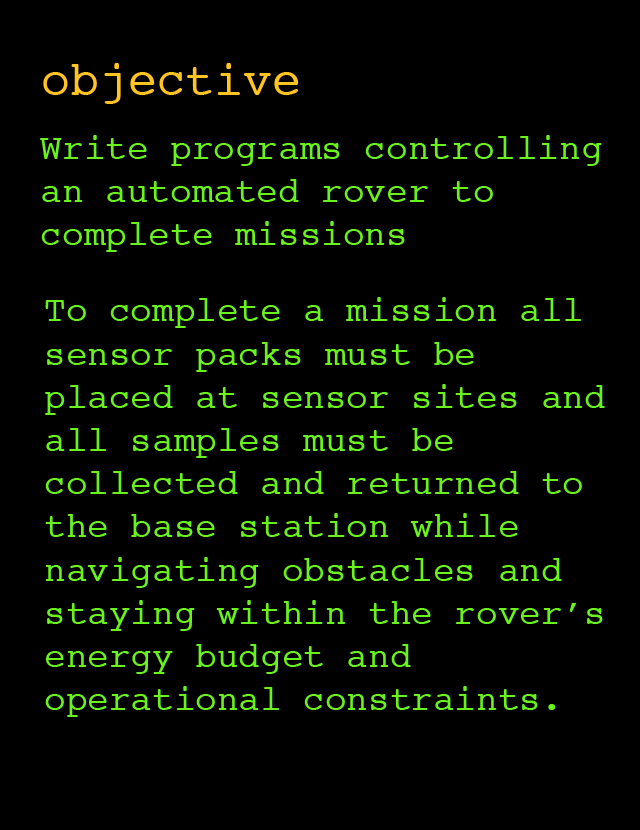 objective
Write programs controlling
an automated rover to
complete missions
To complete a mission all
sensor packs must be
placed at sensor sites and
all samples must be
collected and returned to
the base station while
navigating obstacles and
staying within the rover’s
energy budget and
operational constraints.